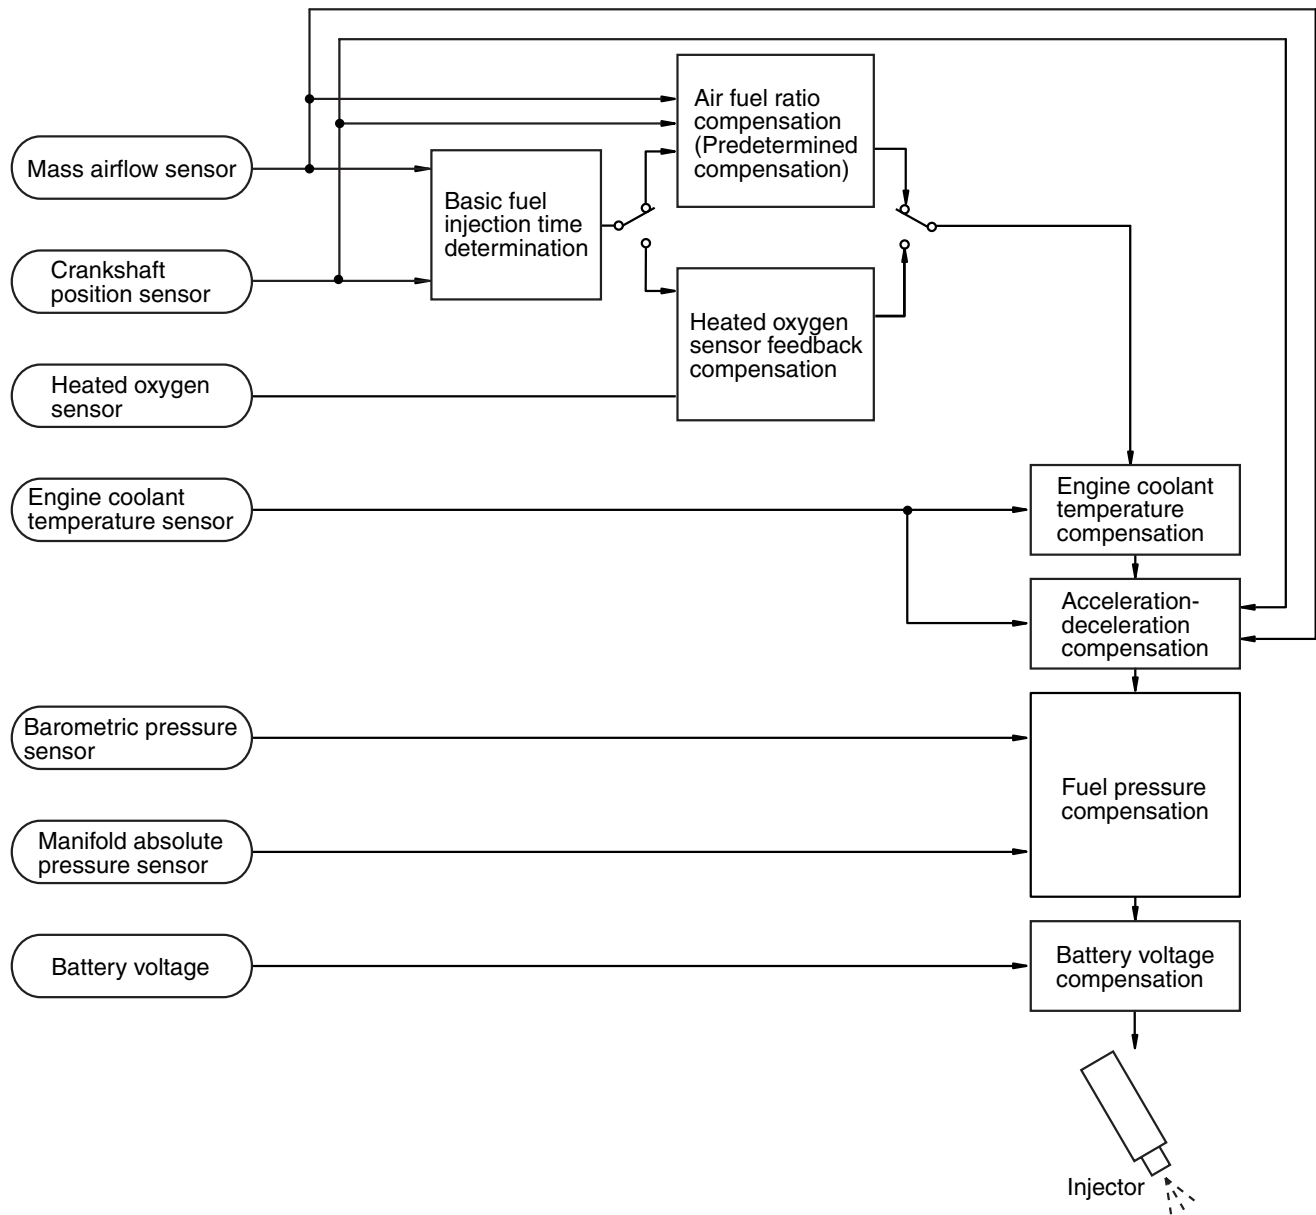 Mass airflow sensor
Crankshaft
position sensor
Heated oxygen
sensor
Engine coolant
temperature sensor
Barometric pressure
sensor
Manifold absolute
pressure sensor
Battery voltage
Basic fuel
injection time
determination
Air fuel ratio
compensation
(Predetermined
compensation)
Heated oxygen
sensor feedback
compensation
Engine coolant
temperature
compensation
Acceleration-
deceleration
compensation
Fuel pressure
compensation
Battery voltage
compensation
Injector